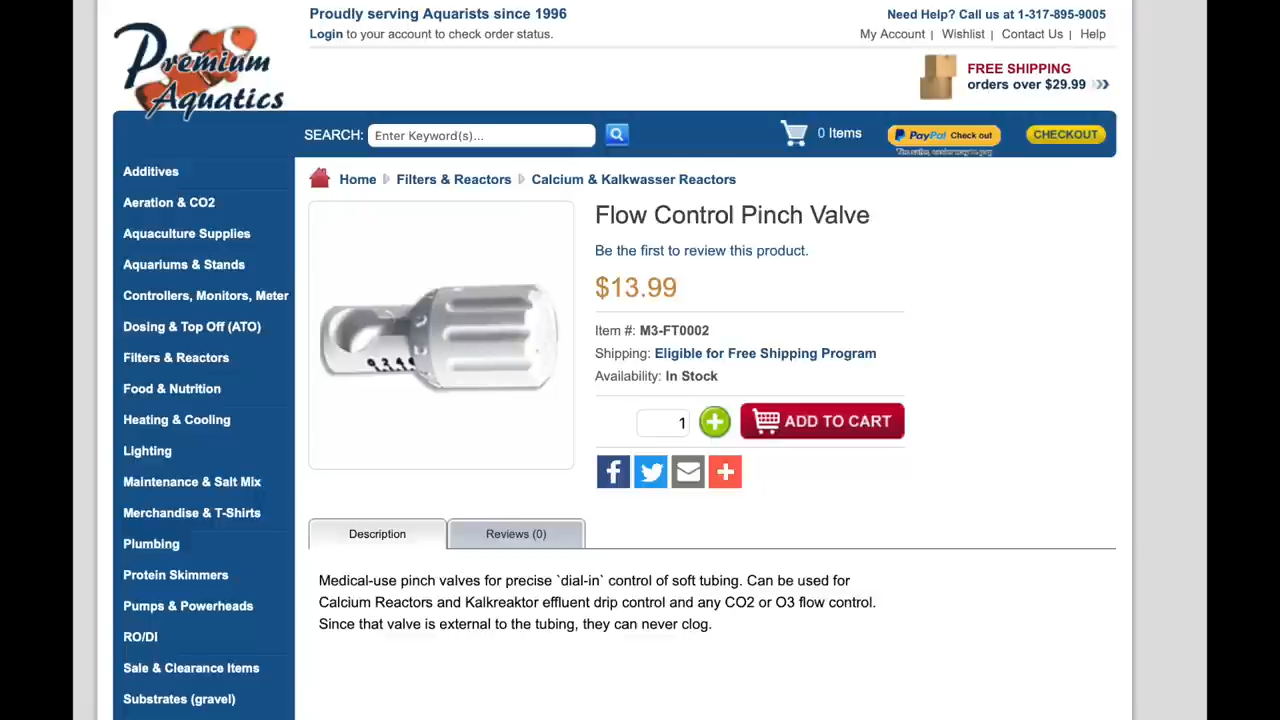 Premium
Aquatics
Proudly serving Aquarists since 1996
Login to your account to check order status.
Need Help? Call us at 1-317-895-9005
My Account | Wishlist | Contact Us | Help
FREE SHIPPING
orders over $29.99
SEARCH: Enter Keyword(s)...
0 Items
PayPal Check out
The safer, easier way to pay
CHECKOUT
Additives
Aeration & CO2
Aquaculture Supplies
Aquariums & Stands
Controllers, Monitors, Meter
Dosing & Top Off (ATO)
Filters & Reactors
Food & Nutrition
Heating & Cooling
Lighting
Maintenance & Salt Mix
Merchandise & T-Shirts
Plumbing
Protein Skimmers
Pumps & Powerheads
RO/DI
Sale & Clearance Items
Substrates (gravel)
Home Filters & Reactors Calcium & Kalkwasser Reactors
Flow Control Pinch Valve
Be the first to review this product.
$13.99
Item #: M3-FT0002
Shipping: Eligible for Free Shipping Program
Availability: In Stock
1
ADD TO CART
Description
Reviews (0)
Medical-use pinch valves for precise `dial-in` control of soft tubing. Can be used for
Calcium Reactors and Kalkreaktor effluent drip control and any CO2 or O3 flow control.
Since that valve is external to the tubing, they can never clog.